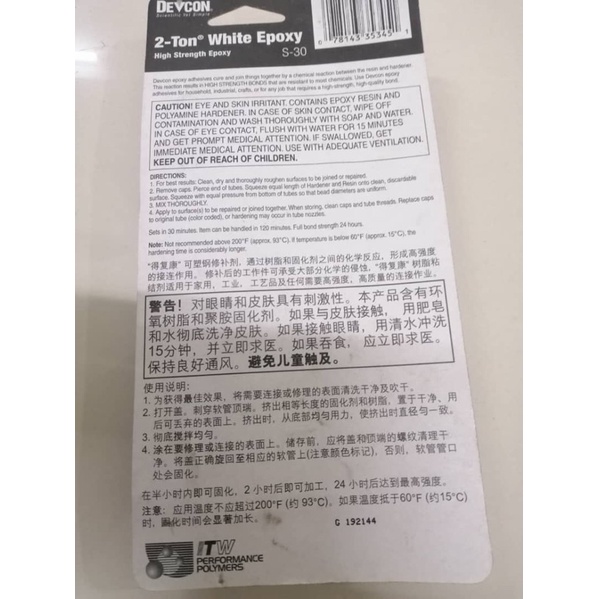 DEVCON®
Scientific Yet Simple®
2-Ton® White Epoxy
High Strength Epoxy
S-30
0 78143 35345 1
Devcon epoxy adhesives cure and join things together by a chemical reaction between the resin and hardener.
This reaction results in HIGH STRENGTH BONDS that are resistant to most chemicals. Use Devcon epoxy
adhesives for household, industrial, crafts, or for any job that requires a high-strength, high-quality bond.
CAUTION! EYE AND SKIN IRRITANT. CONTAINS EPOXY RESIN AND
POLYAMINE HARDENER. IN CASE OF SKIN CONTACT, WIPE OFF
CONTAMINATION AND WASH THOROUGHLY WITH SOAP AND WATER.
IN CASE OF EYE CONTACT, FLUSH WITH WATER FOR 15 MINUTES
AND GET PROMPT MEDICAL ATTENTION. IF SWALLOWED, GET
IMMEDIATE MEDICAL ATTENTION. USE WITH ADEQUATE VENTILATION.
KEEP OUT OF REACH OF CHILDREN.
DIRECTIONS:
1. For best results: Clean, dry and thoroughly roughen surfaces to be joined or repaired.
2. Remove caps. Pierce end of tubes. Squeeze equal length of Hardener and Resin onto clean, discardable
surface. Squeeze with equal pressure from bottom of tubes so that bead diameters are uniform.
3. MIX THOROUGHLY.
4. Apply to surface(s) to be repaired or joined together. When storing, clean caps and tube threads. Replace caps
to original tube (color coded), or hardening may occur in tube nozzles.
Sets in 30 minutes. Item can be handled in 120 minutes. Full bond strength 24 hours.
Note: Not recommended above 200°F (approx. 93°C). If temperature is below 60°F (approx. 15°C), the
hardening time is considerably longer.
“得复康”可塑钢修补剂，通过树脂和固化剂之间的化学反应，形成高强度
的接连作用。修补后的工作件可承受大部分化学的侵蚀。“得复康”树脂粘
结剂适用于家用，工业，工艺品及任何需要高强度，高质量的连接作业。
警告！对眼睛和皮肤具有刺激性。本产品含有环
氧树脂和聚胺固化剂。如果与皮肤接触，用肥皂
和水彻底洗净皮肤。如果接触眼睛，用清水冲洗
15分钟，并立即求医。如果吞食，应立即求医。
保持良好通风。避免儿童触及。
使用说明：
1. 为获得最佳效果，将需要连接或修理的表面清洗干净及吹干。
2. 打开盖。刺穿软管顶端。挤出相等长度的固化剂和树脂，置于干净、用
后可丢弃的表面上。挤出时，从底部均匀用力，使挤出时直径匀一致。
3. 彻底搅拌均匀。
4. 涂在要修理或连接的表面上。储存前，应将盖和顶端的螺纹清理干
净。将盖正确旋回至相应的软管上(注意颜色标记)，否则，软管管口
处会固化。
在半小时内即可固化，2 小时后即可加工，24 小时后达到最高强度。
注意：应用温度不应超过200°F (约 93°C)，如果温度抵于60°F (约15°C)
时，固化时间会显著加长。
G 192144
ITW
PERFORMANCE
POLYMERS